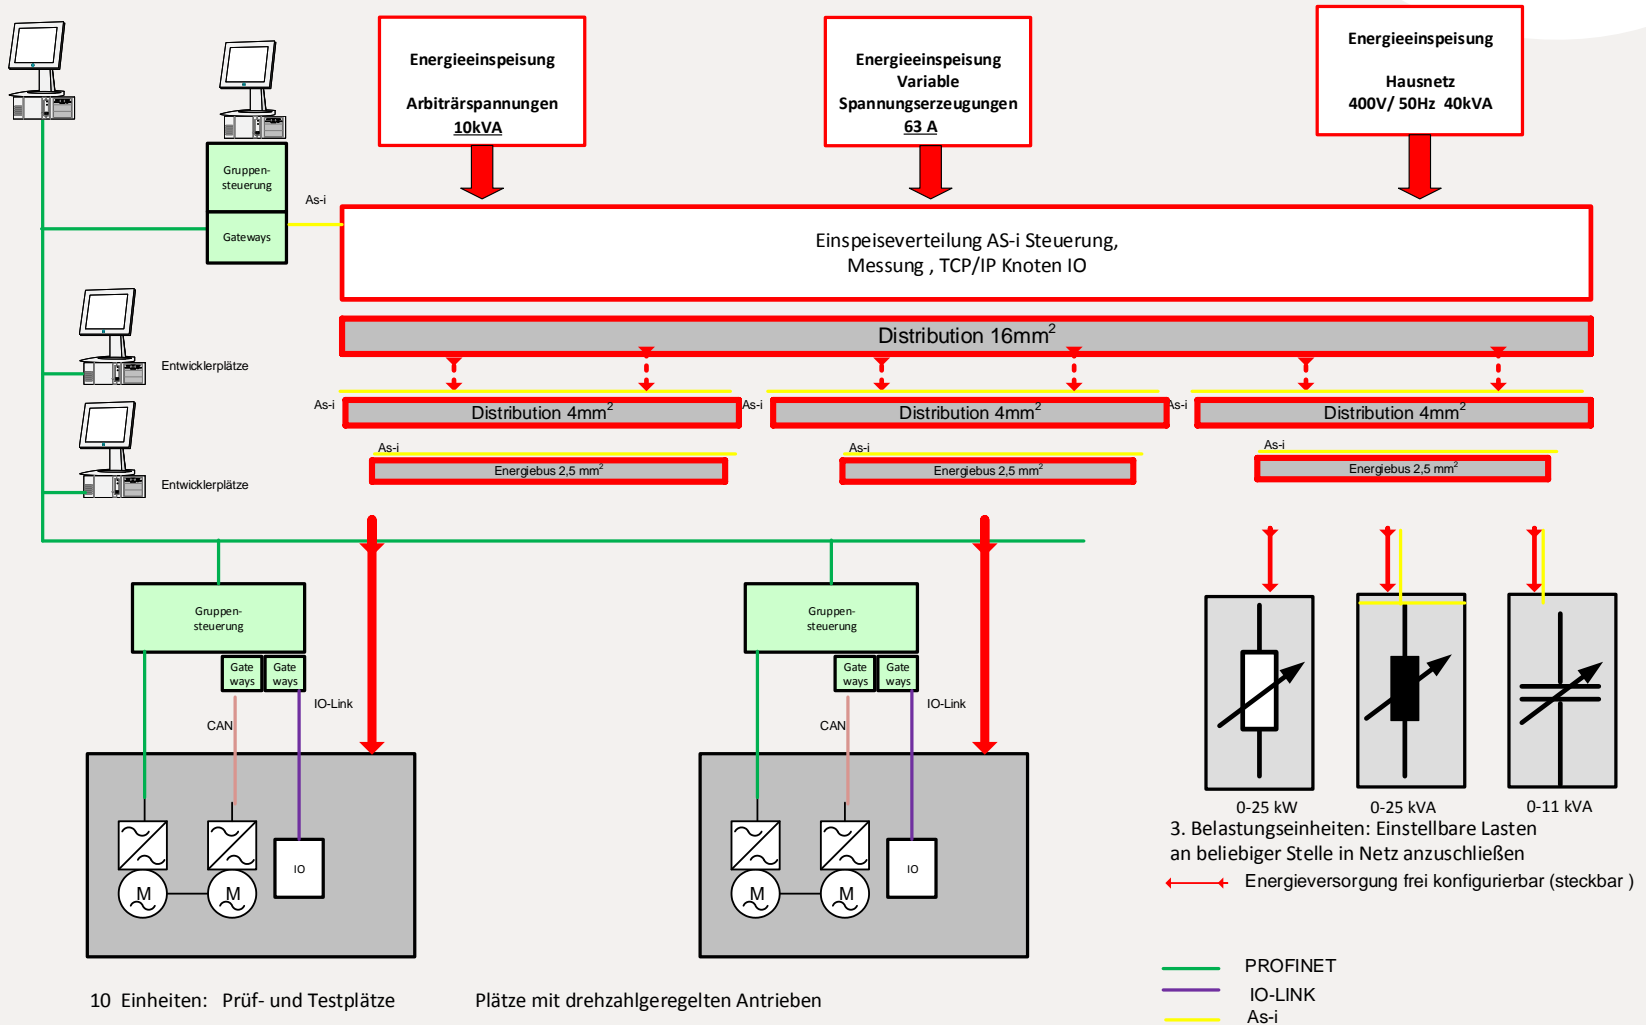 Energieeinspeisung
Arbiträrspannungen
10kVA
Energieeinspeisung
Variable
Spannungserzeugungen
63 A
Energieeinspeisung
Hausnetz
400V/ 50Hz 40kVA
Gruppen-
steuerung
Gateways
As-i
Einspeiseverteilung AS-i Steuerung,
Messung , TCP/IP Knoten IO
Distribution 16mm²
Entwicklerplätze
As-i
Distribution 4mm²
As-i
Distribution 4mm²
As-i
Distribution 4mm²
As-i
Energiebus 2,5 mm²
As-i
Energiebus 2,5 mm²
As-i
Energiebus 2,5 mm²
Entwicklerplätze
Gruppen-
steuerung
Gate
ways
Gate
ways
CAN
IO-Link
M
M
IO
Gruppen-
steuerung
Gate
ways
Gate
ways
CAN
IO-Link
M
M
IO
0-25 kW
0-25 kVA
0-11 kVA
3. Belastungseinheiten: Einstellbare Lasten
an beliebiger Stelle in Netz anzuschließen
Energieversorgung frei konfigurierbar (steckbar )
PROFINET
IO-LINK
As-i
10 Einheiten: Prüf- und Testplätze
Plätze mit drehzahlgeregelten Antrieben